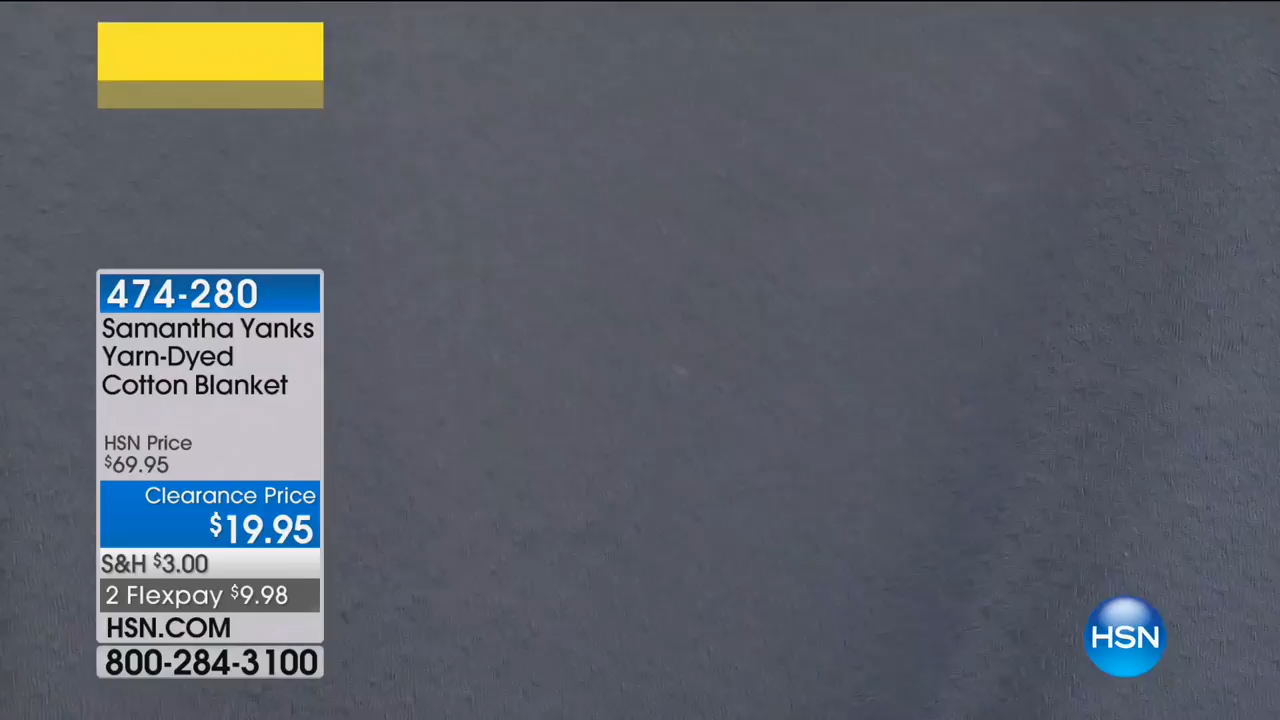 474-280
Samantha Yanks
Yarn-Dyed
Cotton Blanket
HSN Price
$69.95
Clearance Price
$19.95
S&H $3.00
2 Flexpay $9.98
HSN.COM
800-284-3100
HSN